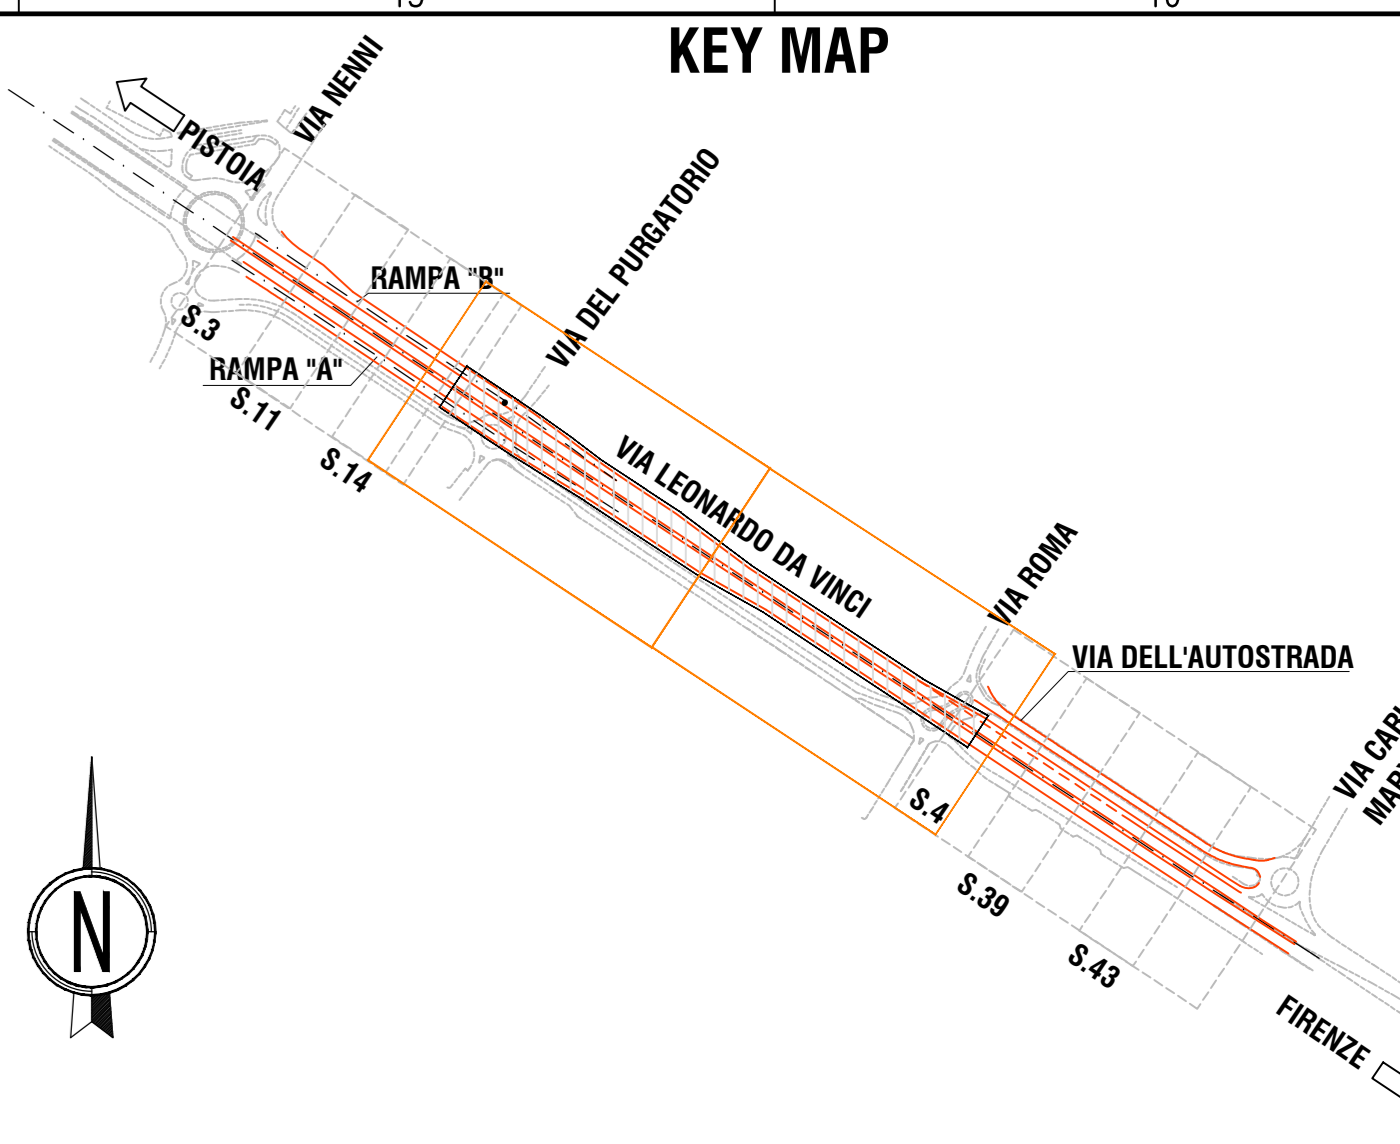 KEY MAP
VIA NENNI
PISTOIA
VIA DEL PURGATORIO
RAMPA "B"
S.3
RAMPA "A"
S.11
S.14
VIA LEONARDO DA VINCI
VIA ROMA
VIA DELL'AUTOSTRADA
VIA
S.4
S.39
S.43
FIRENZE
N